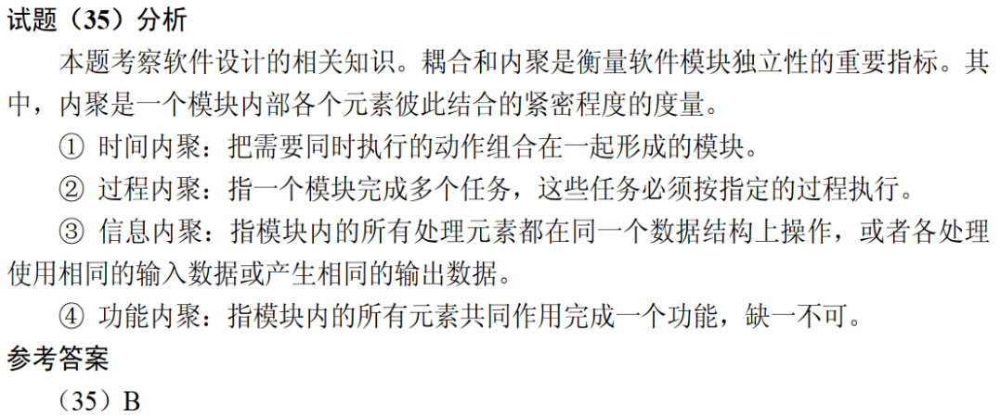 试题（35）分析
本题考察软件设计的相关知识。耦合和内聚是衡量软件模块独立性的重要指标。其
中，内聚是一个模块内部各个元素彼此结合的紧密程度的度量。
① 时间内聚：把需要同时执行的动作组合在一起形成的模块。
② 过程内聚：指一个模块完成多个任务，这些任务必须按指定的过程执行。
③ 信息内聚：指模块内的所有处理元素都在同一个数据结构上操作，或者各处理
使用相同的输入数据或产生相同的输出数据。
④ 功能内聚：指模块内的所有元素共同作用完成一个功能，缺一不可。
参考答案
（35）B